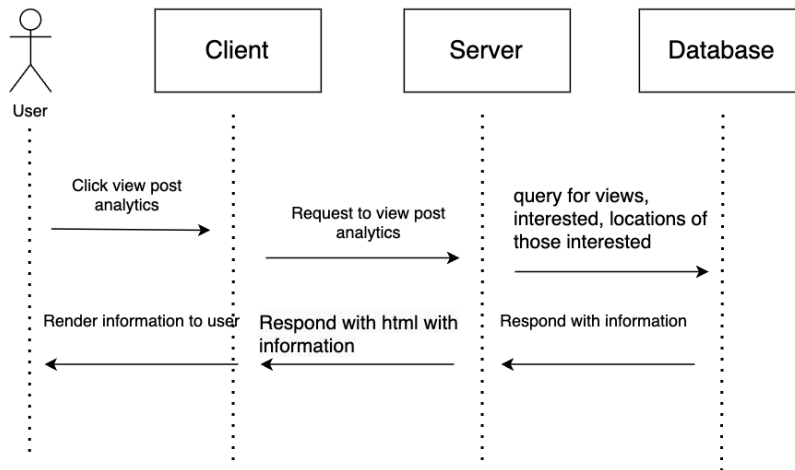 Client
Server
Database
User
Click view post
analytics
Request to view post
analytics
query for views,
interested, locations of
those interested
Render information to user
Respond with html with
information
Respond with information